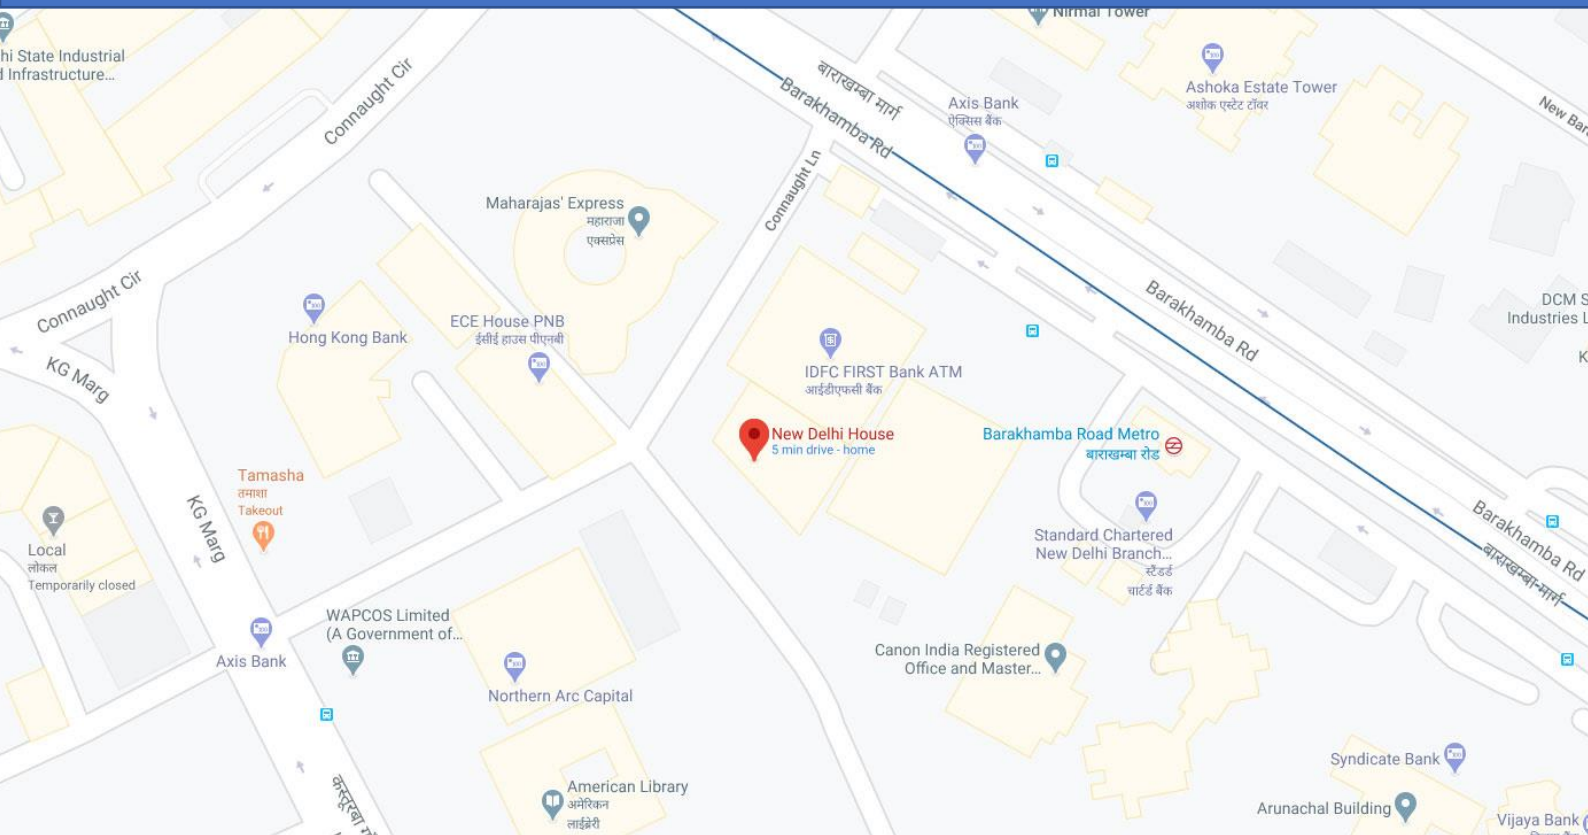 Nirmal Tower
hi State Industrial
d Infrastructure...
Connaught Cir
बाराखम्बा मार्ग
Barakhamba Rd
Ashoka Estate Tower
अशोक एस्टेट टॉवर
Axis Bank
ऐक्सिस बैंक
New Bar
Connaught Ln
Maharajas' Express
महाराजा
एक्सप्रेस
Connaught Cir
Hong Kong Bank
ECE House PNB
ईसीई हाउस पीएनबी
Barakhamba Rd
DCM S
Industries L
K
KG Marg
IDFC FIRST Bank ATM
आईडीएफसी बैंक
New Delhi House
5 min drive - home
Barakhamba Road Metro
बाराखम्बा रोड
Tamasha
तमाशा
Takeout
KG Marg
Local
लोकल
Temporarily closed
Standard Chartered
New Delhi Branch...
स्टैंडर्ड
चार्टर्ड बैंक
Barakhamba Rd
बाराखम्बा मार्ग
WAPCOS Limited
(A Government of...
Axis Bank
Canon India Registered
Office and Master...
Northern Arc Capital
Syndicate Bank
American Library
अमेरिकन
लाईब्रेरी
Arunachal Building
Vijaya Bank
कस्तूरबा